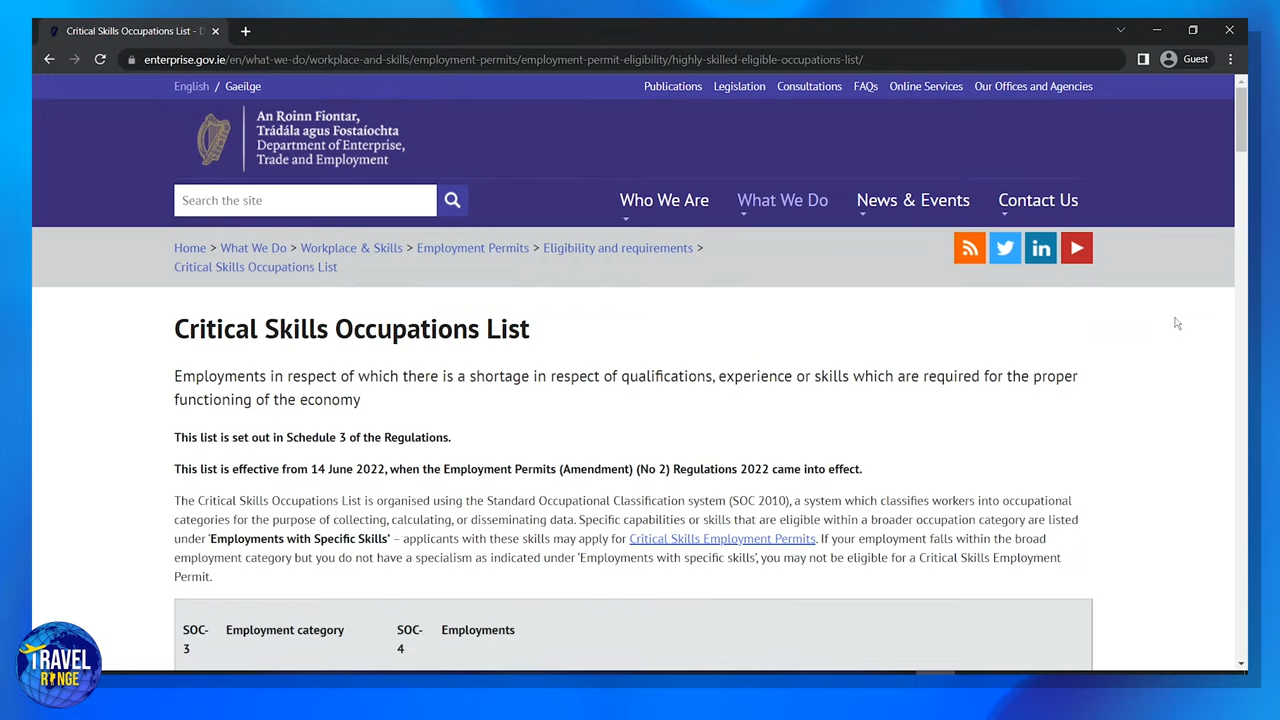 Critical Skills Occupations List - D
enterprise.gov.ie/en/what-we-do/workplace-and-skills/employment-permits/employment-permit-eligibility/highly-skilled-eligible-occupations-list/
Guest
English / Gaeilge
Publications Legislation Consultations FAQs Online Services Our Offices and Agencies
An Roinn Fiontar,
Trádála agus Fostaíochta
Department of Enterprise,
Trade and Employment
Search the site
Who We Are What We Do News & Events Contact Us
Home > What We Do > Workplace & Skills > Employment Permits > Eligibility and requirements >
Critical Skills Occupations List
in
Critical Skills Occupations List
Employments in respect of which there is a shortage in respect of qualifications, experience or skills which are required for the proper
functioning of the economy
This list is set out in Schedule 3 of the Regulations.
This list is effective from 14 June 2022, when the Employment Permits (Amendment) (No 2) Regulations 2022 came into effect.
The Critical Skills Occupations List is organised using the Standard Occupational Classification system (SOC 2010), a system which classifies workers into occupational
categories for the purpose of collecting, calculating, or disseminating data. Specific capabilities or skills that are eligible within a broader occupation category are listed
under 'Employments with Specific Skills' – applicants with these skills may apply for Critical Skills Employment Permits. If your employment falls within the broad
employment category but you do not have a specialism as indicated under 'Employments with specific skills', you may not be eligible for a Critical Skills Employment
Permit.
SOC-3 Employment category SOC-4 Employments
TRAVEL
RINGE